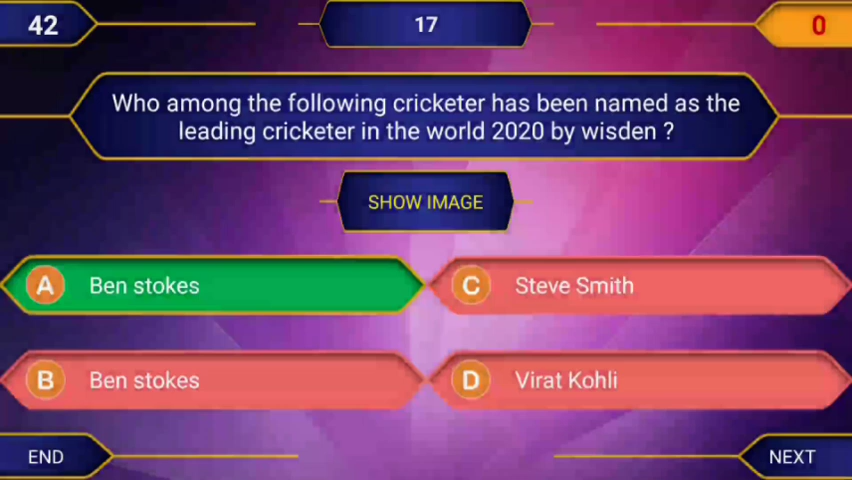 42
17
0
Who among the following cricketer has been named as the
leading cricketer in the world 2020 by wisden ?
SHOW IMAGE
A Ben stokes
C Steve Smith
B Ben stokes
D Virat Kohli
END
NEXT